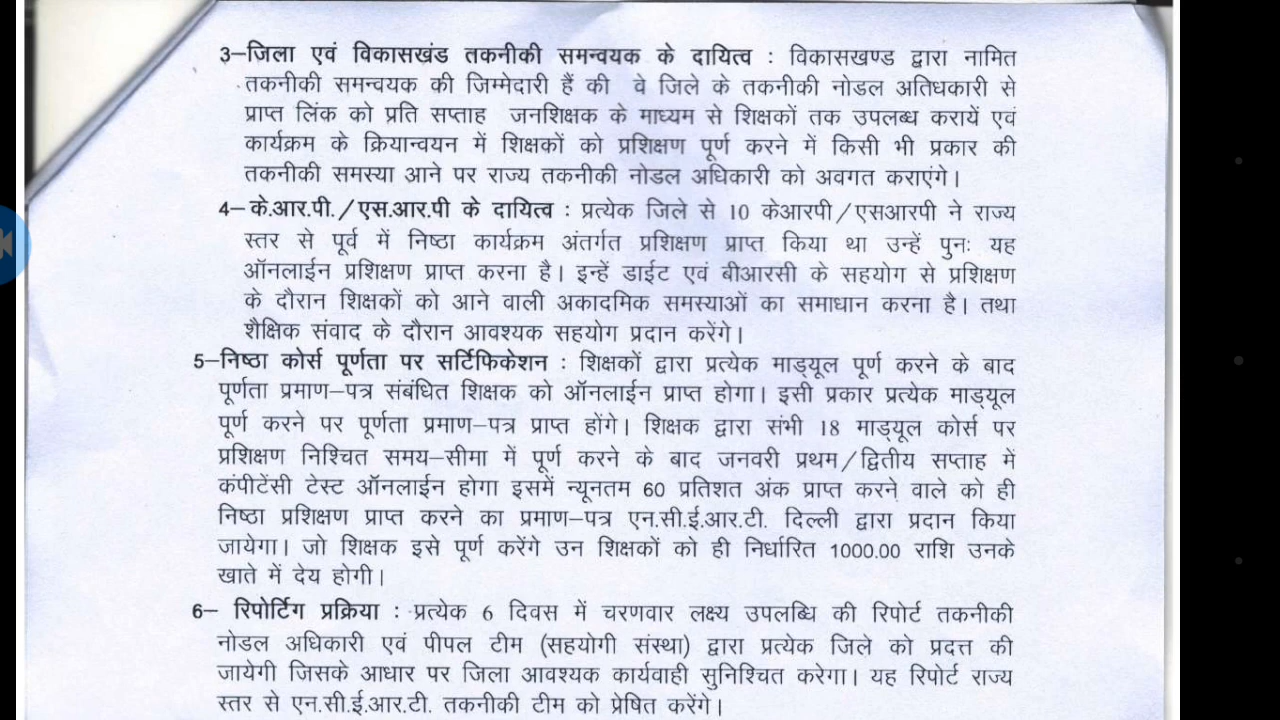 3–ज़िला एवं विकासखंड तकनीकी समन्वयक के दायित्व : विकासखण्ड द्वारा नामित
तकनीकी समन्वयक की जिम्मेदारी हैं की वे जिले के तकनीकी नोडल अतिधकारी से
प्राप्त लिंक को प्रति सप्ताह जनशिक्षक के माध्यम से शिक्षकों तक उपलब्ध करायें एवं
कार्यक्रम के क्रियान्वयन में शिक्षकों को प्रशिक्षण पूर्ण करने में किसी भी प्रकार की
तकनीकी समस्या आने पर राज्य तकनीकी नोडल अधिकारी को अवगत कराएंगे।
4– के.आर.पी./एस.आर.पी के दायित्व : प्रत्येक जिले से 10 केआरपी/एसआरपी ने राज्य
स्तर से पूर्व में निष्ठा कार्यक्रम अंतर्गत प्रशिक्षण प्राप्त किया था उन्हें पुनः यह
ऑनलाईन प्रशिक्षण प्राप्त करना है। इन्हें डाईट एवं बीआरसी के सहयोग से प्रशिक्षण
के दौरान शिक्षकों को आने वाली अकादमिक समस्याओं का समाधान करना है। तथा
शैक्षिक संवाद के दौरान आवश्यक सहयोग प्रदान करेंगे।
5–निष्ठा कोर्स पूर्णता पर सर्टिफिकेशन : शिक्षकों द्वारा प्रत्येक माड्यूल पूर्ण करने के बाद
पूर्णता प्रमाण–पत्र संबंधित शिक्षक को ऑनलाईन प्राप्त होगा। इसी प्रकार प्रत्येक माड्यूल
पूर्ण करने पर पूर्णता प्रमाण–पत्र प्राप्त होंगे। शिक्षक द्वारा संभी 18 माड्यूल कोर्स पर
प्रशिक्षण निश्चित समय–सीमा में पूर्ण करने के बाद जनवरी प्रथम/द्वितीय सप्ताह में
कंपीटेंसी टेस्ट ऑनलाईन होगा इसमें न्यूनतम 60 प्रतिशत अंक प्राप्त करने वाले को ही
निष्ठा प्रशिक्षण प्राप्त करने का प्रमाण–पत्र एन.सी.ई.आर.टी. दिल्ली द्वारा प्रदान किया
जायेगा। जो शिक्षक इसे पूर्ण करेंगे उन शिक्षकों को ही निर्धारित 1000.00 राशि उनके
खाते में देय होगी।
6– रिपोर्टिग प्रक्रिया : प्रत्येक 6 दिवस में चरणवार लक्ष्य उपलब्धि की रिपोर्ट तकनीकी
नोडल अधिकारी एवं पीपल टीम (सहयोगी संस्था) द्वारा प्रत्येक जिले को प्रदत्त की
जायेगी जिसके आधार पर जिला आवश्यक कार्यवाही सुनिश्चित करेगा। यह रिपोर्ट राज्य
स्तर से एन.सी.ई.आर.टी. तकनीकी टीम को प्रेषित करेंगे।